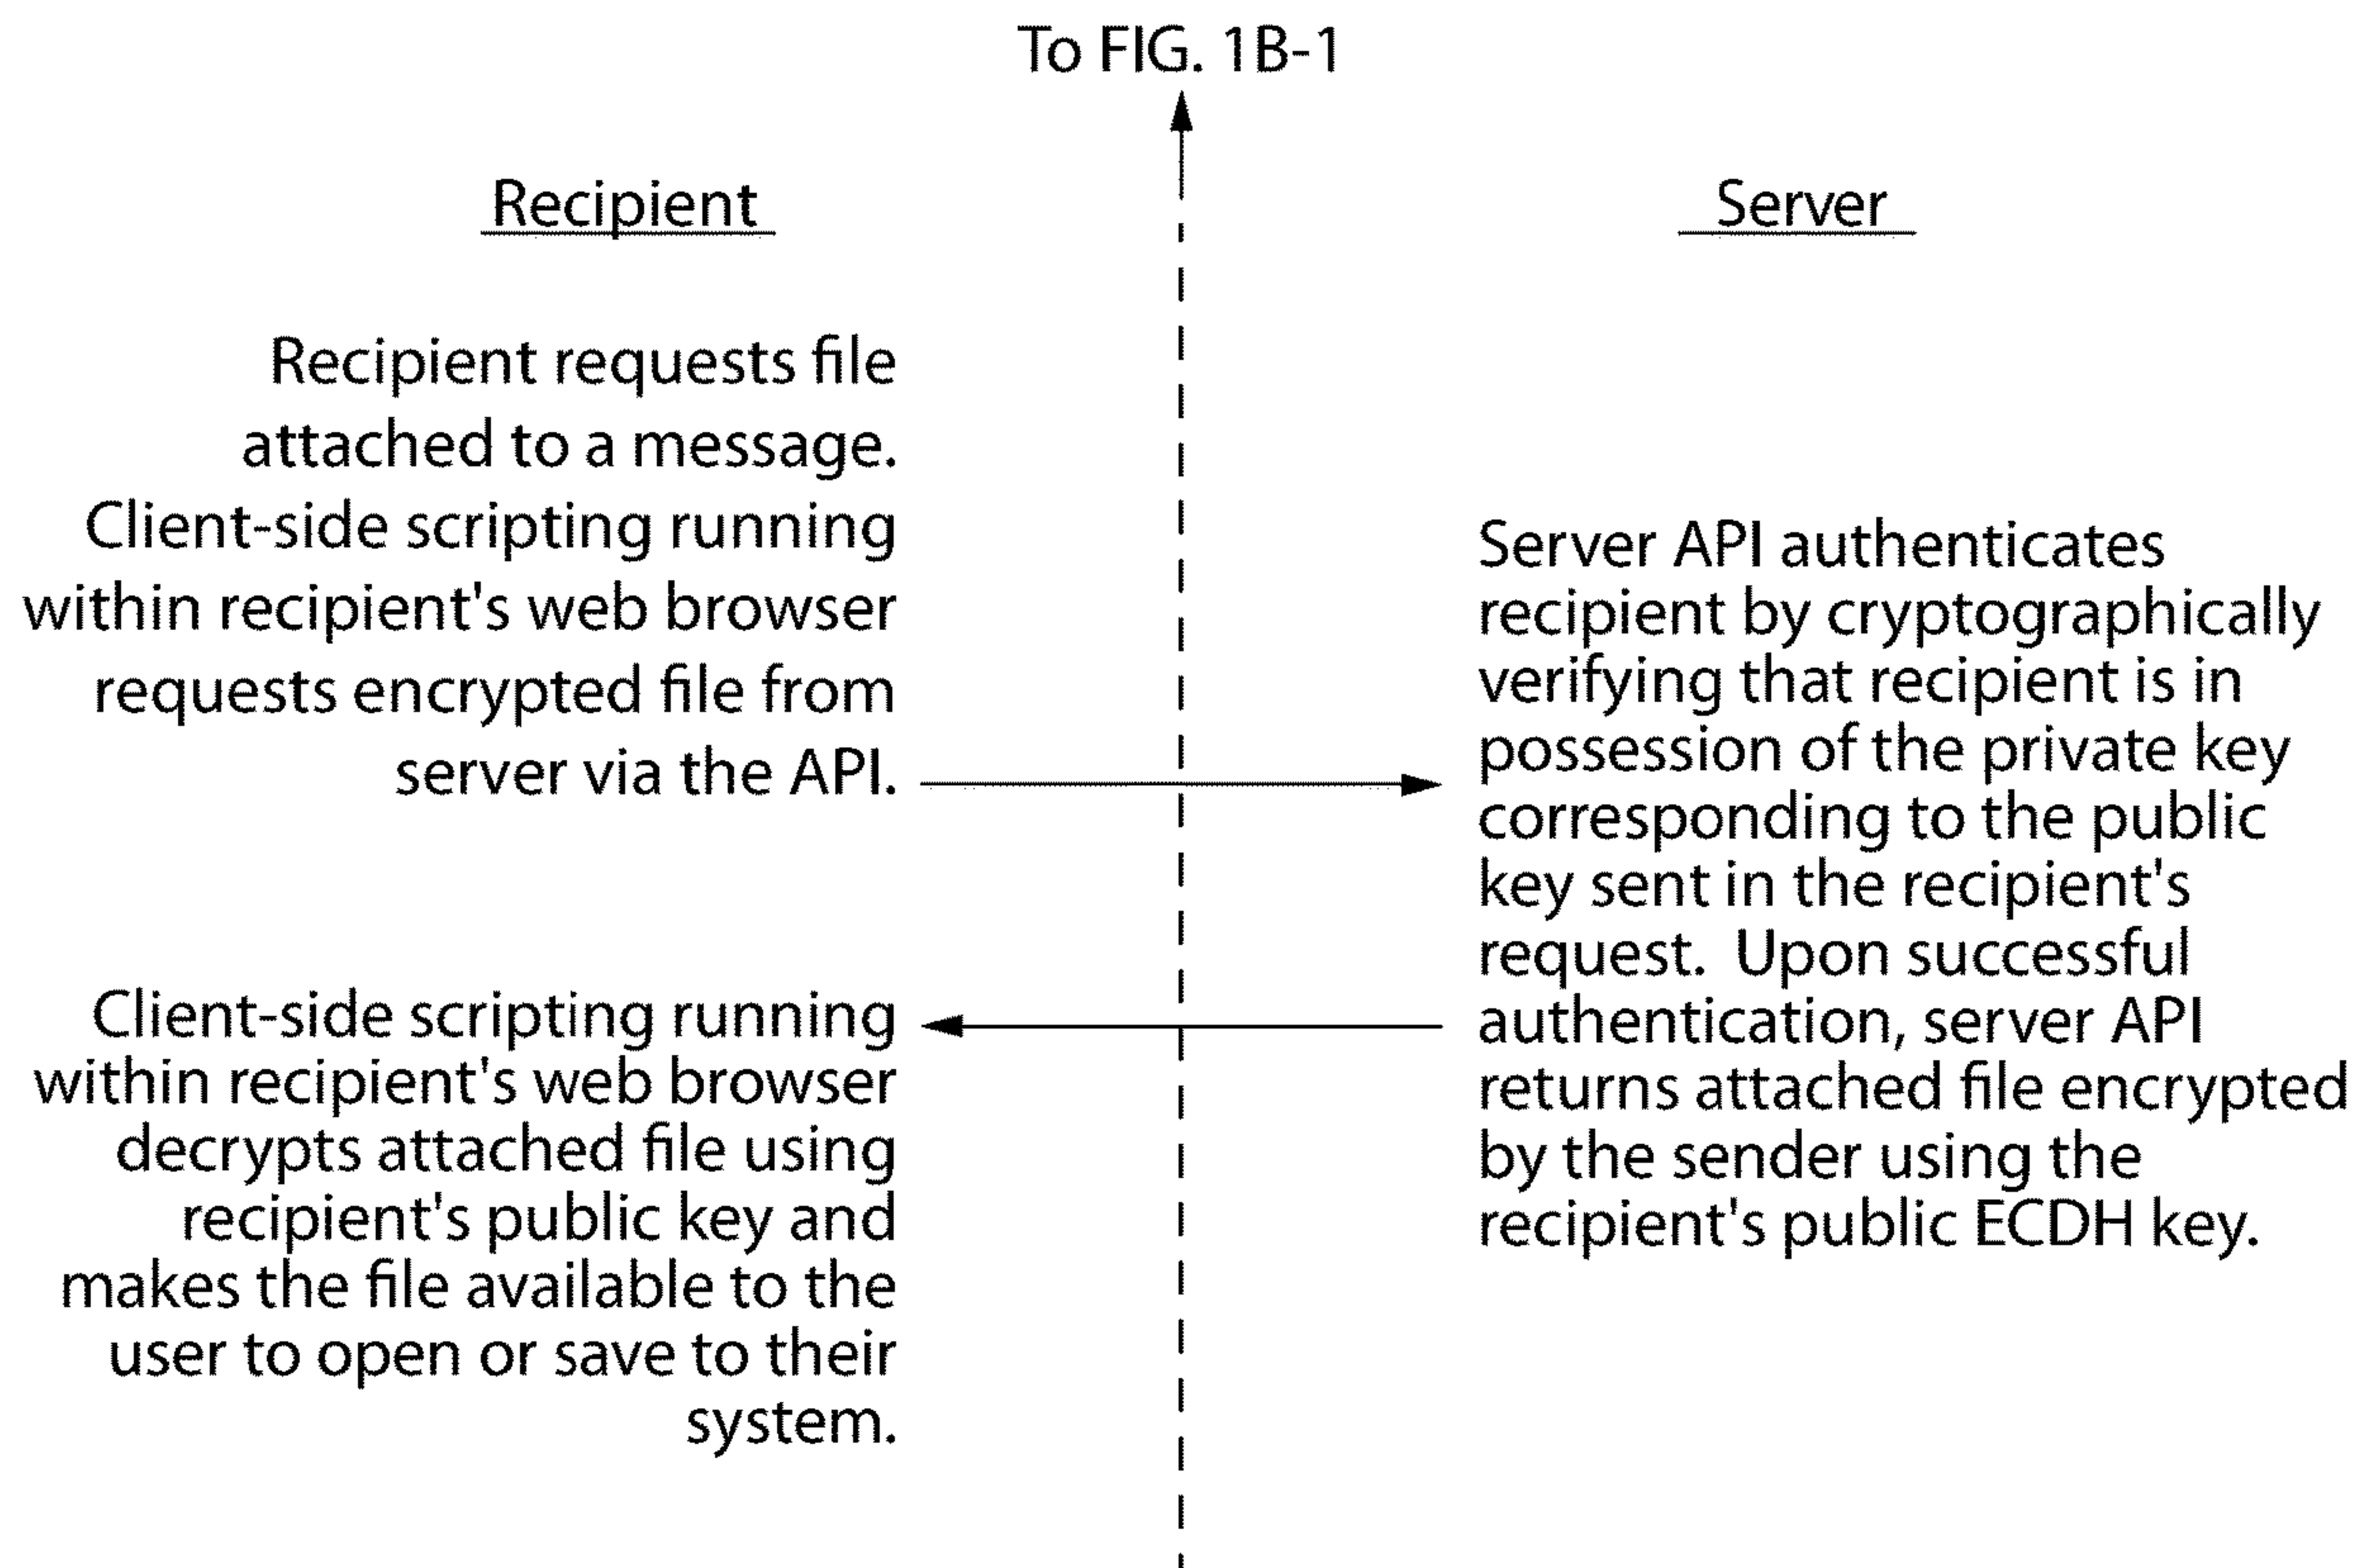 To FIG. 1B-1
Recipient
Server
Recipient requests file
attached to a message.
Client-side scripting running
within recipient's web browser
requests encrypted file from
server via the API.
Server API authenticates
recipient by cryptographically
verifying that recipient is in
possession of the private key
corresponding to the public
key sent in the recipient's
request.  Upon successful
authentication, server API
returns attached file encrypted
by the sender using the
recipient's public ECDH key.
Client-side scripting running
within recipient's web browser
decrypts attached file using
recipient's public key and
makes the file available to the
user to open or save to their
system.